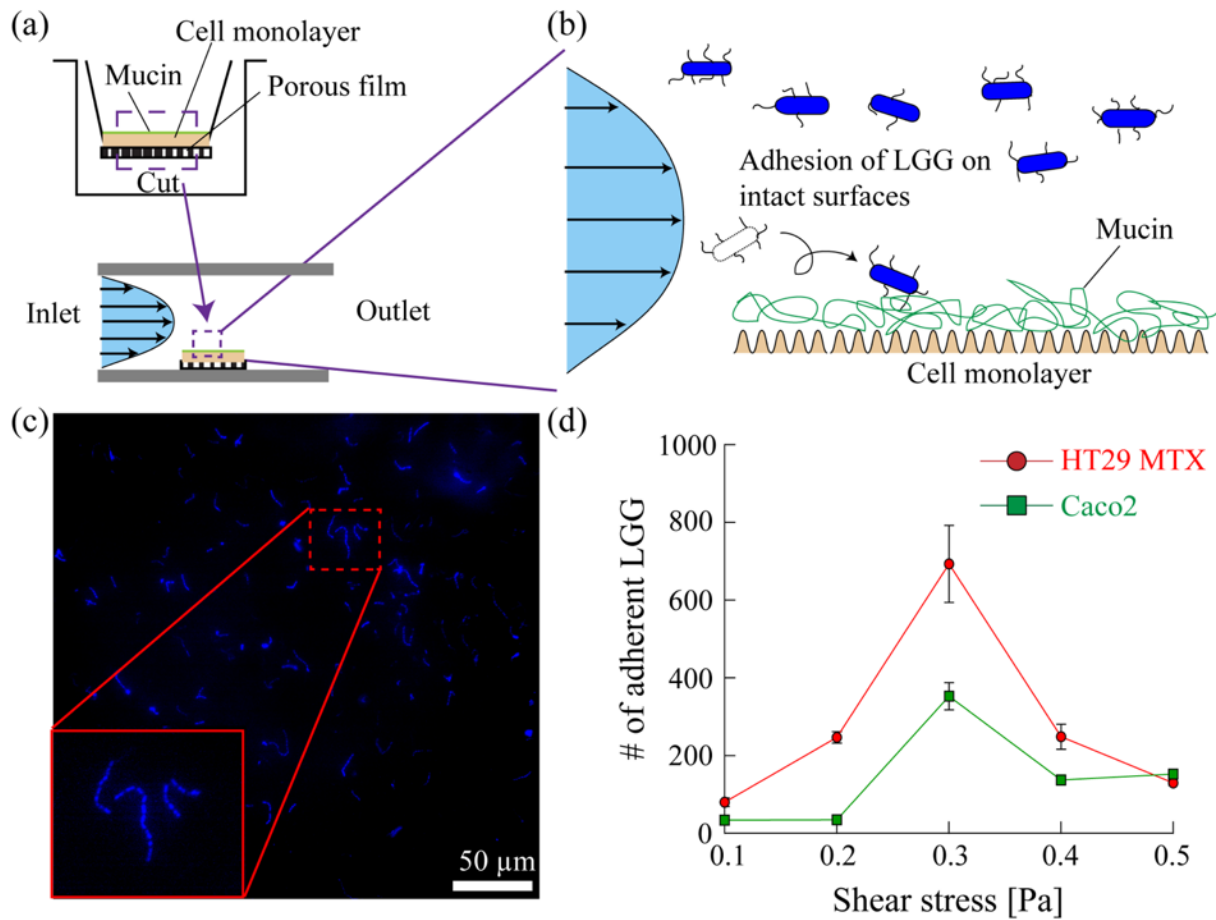 (a)
Cell monolayer
Mucin
Porous film
Cut
Inlet
Outlet
(b)
Adhesion of LGG on
intact surfaces
Mucin
Cell monolayer
(c)
50 µm
(d)
1000
800
600
400
200
0
# of adherent LGG
HT29 MTX
Caco2
0.1 0.2 0.3 0.4 0.5
Shear stress [Pa]